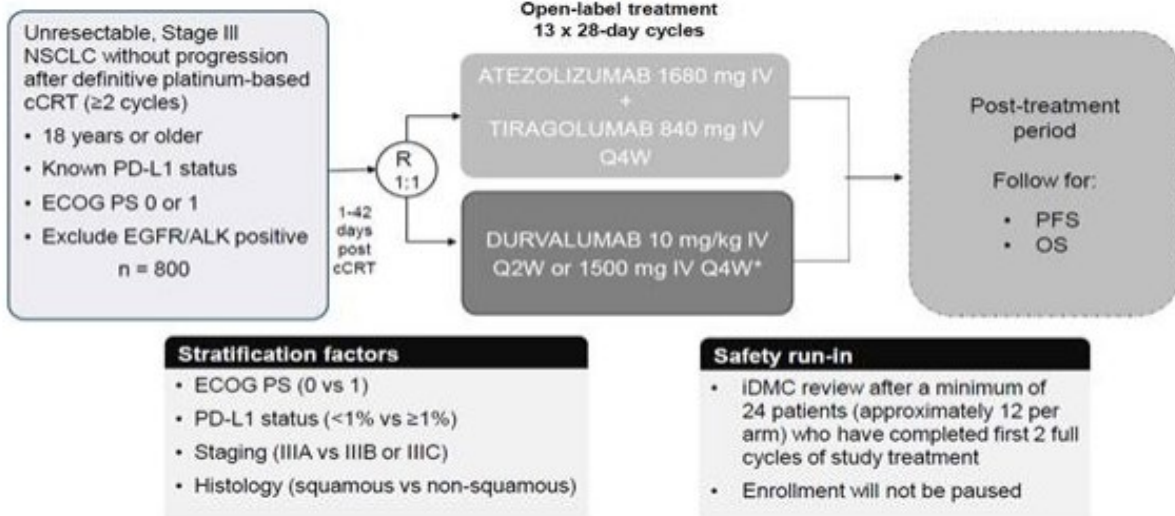 Open-label treatment
13 x 28-day cycles
Unresectable, Stage III
NSCLC without progression
after definitive platinum-based
cCRT (≥2 cycles)
• 18 years or older
• Known PD-L1 status
• ECOG PS 0 or 1
• Exclude EGFR/ALK positive
n = 800
1-42
days
post
cCRT
R
1:1
ATEZOLIZUMAB 1680 mg IV
+
TIRAGOLUMAB 840 mg IV
Q4W
DURVALUMAB 10 mg/kg IV
Q2W or 1500 mg IV Q4W*
Post-treatment
period
Follow for:
• PFS
• OS
Stratification factors
• ECOG PS (0 vs 1)
• PD-L1 status (<1% vs ≥1%)
• Staging (IIIA vs IIIB or IIIC)
• Histology (squamous vs non-squamous)
Safety run-in
• iDMC review after a minimum of
24 patients (approximately 12 per
arm) who have completed first 2 full
cycles of study treatment
• Enrollment will not be paused